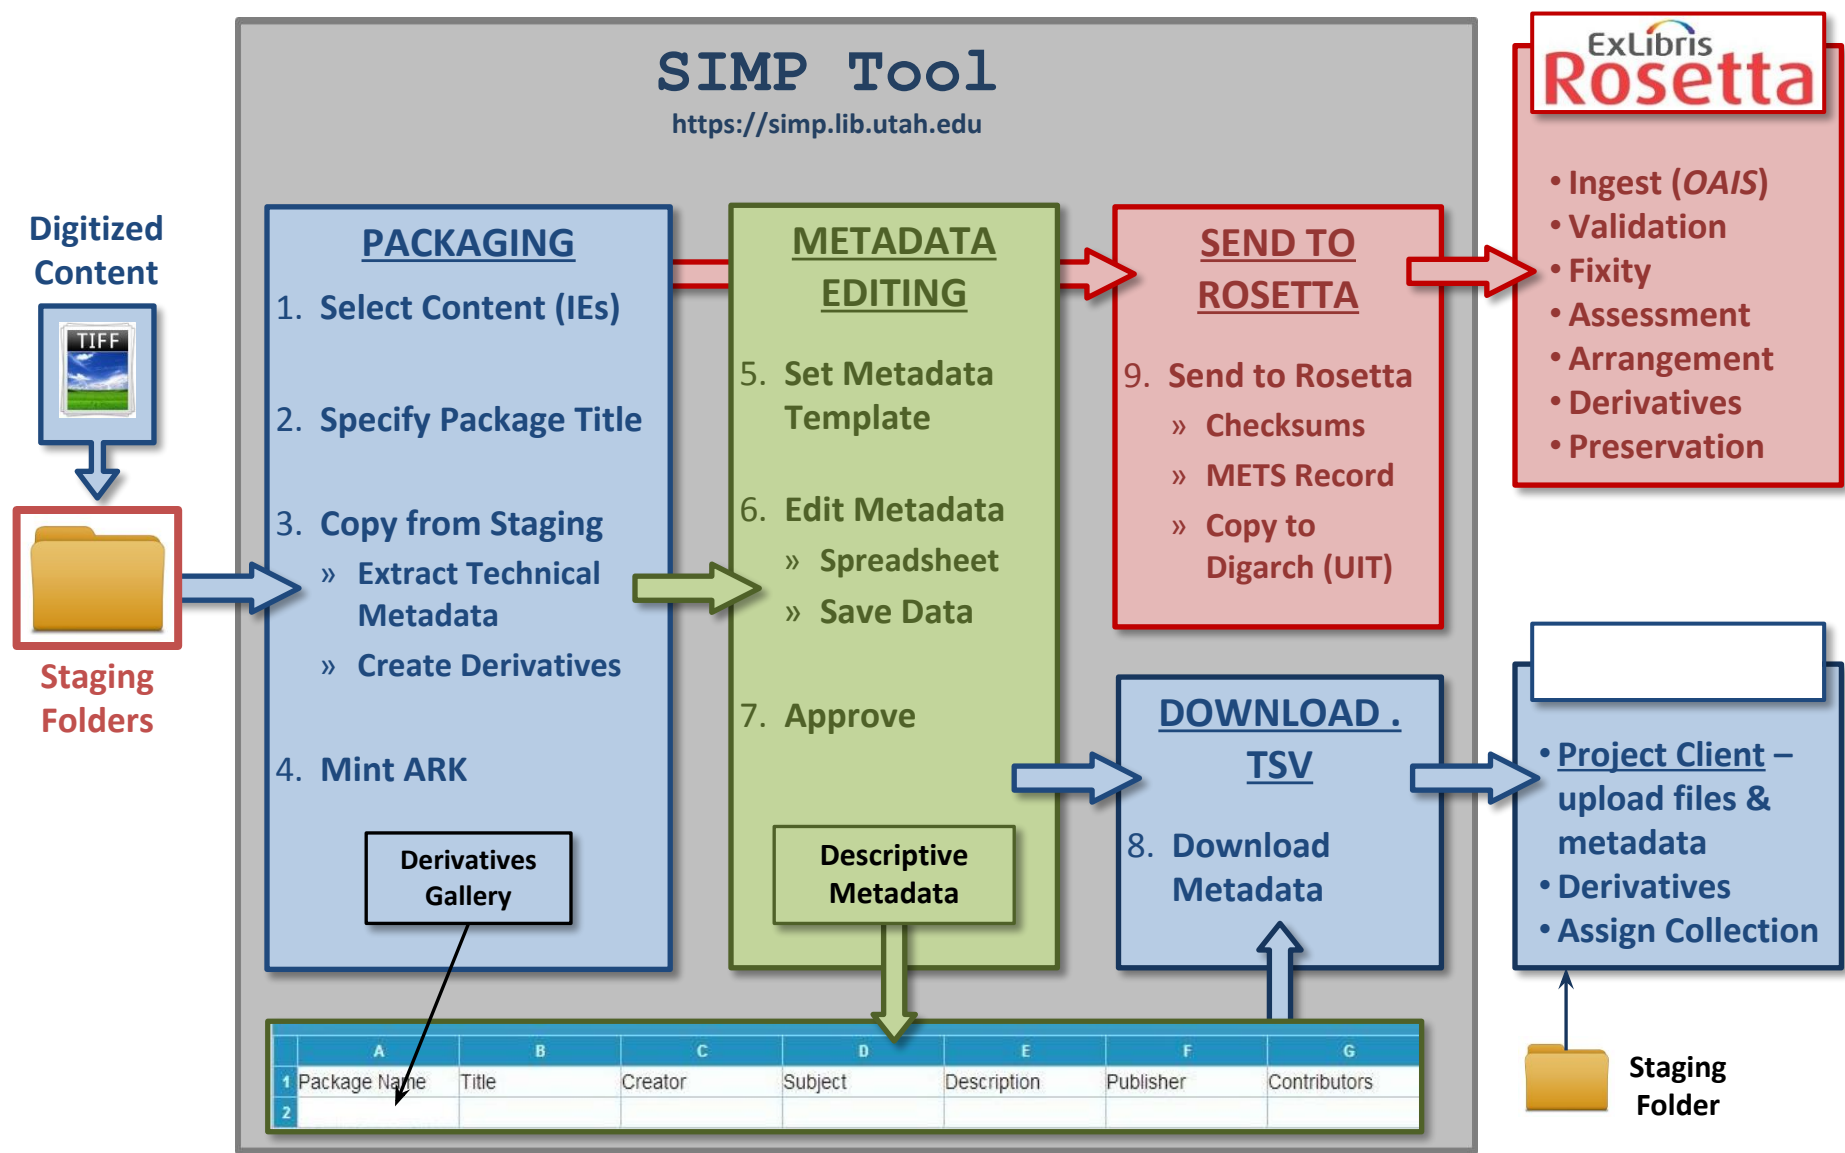 SIMP Tool
https://simp.lib.utah.edu
Digitized
Content
TIFF
Staging
Folders
PACKAGING
1. Select Content (IEs)
2. Specify Package Title
3. Copy from Staging
» Extract Technical
Metadata
» Create Derivatives
4. Mint ARK
Derivatives
Gallery
METADATA
EDITING
5. Set Metadata
Template
6. Edit Metadata
» Spreadsheet
» Save Data
7. Approve
Descriptive
Metadata
SEND TO
ROSETTA
9. Send to Rosetta
» Checksums
» METS Record
» Copy to
Digarch (UIT)
DOWNLOAD .
TSV
8. Download
Metadata
ExLibris
Rosetta
• Ingest (OAIS)
• Validation
• Fixity
• Assessment
• Arrangement
• Derivatives
• Preservation
• Project Client –
upload files &
metadata
• Derivatives
• Assign Collection
Staging
Folder
A B C D E F G
1 Package Name Title Creator Subject Description Publisher Contributors
2